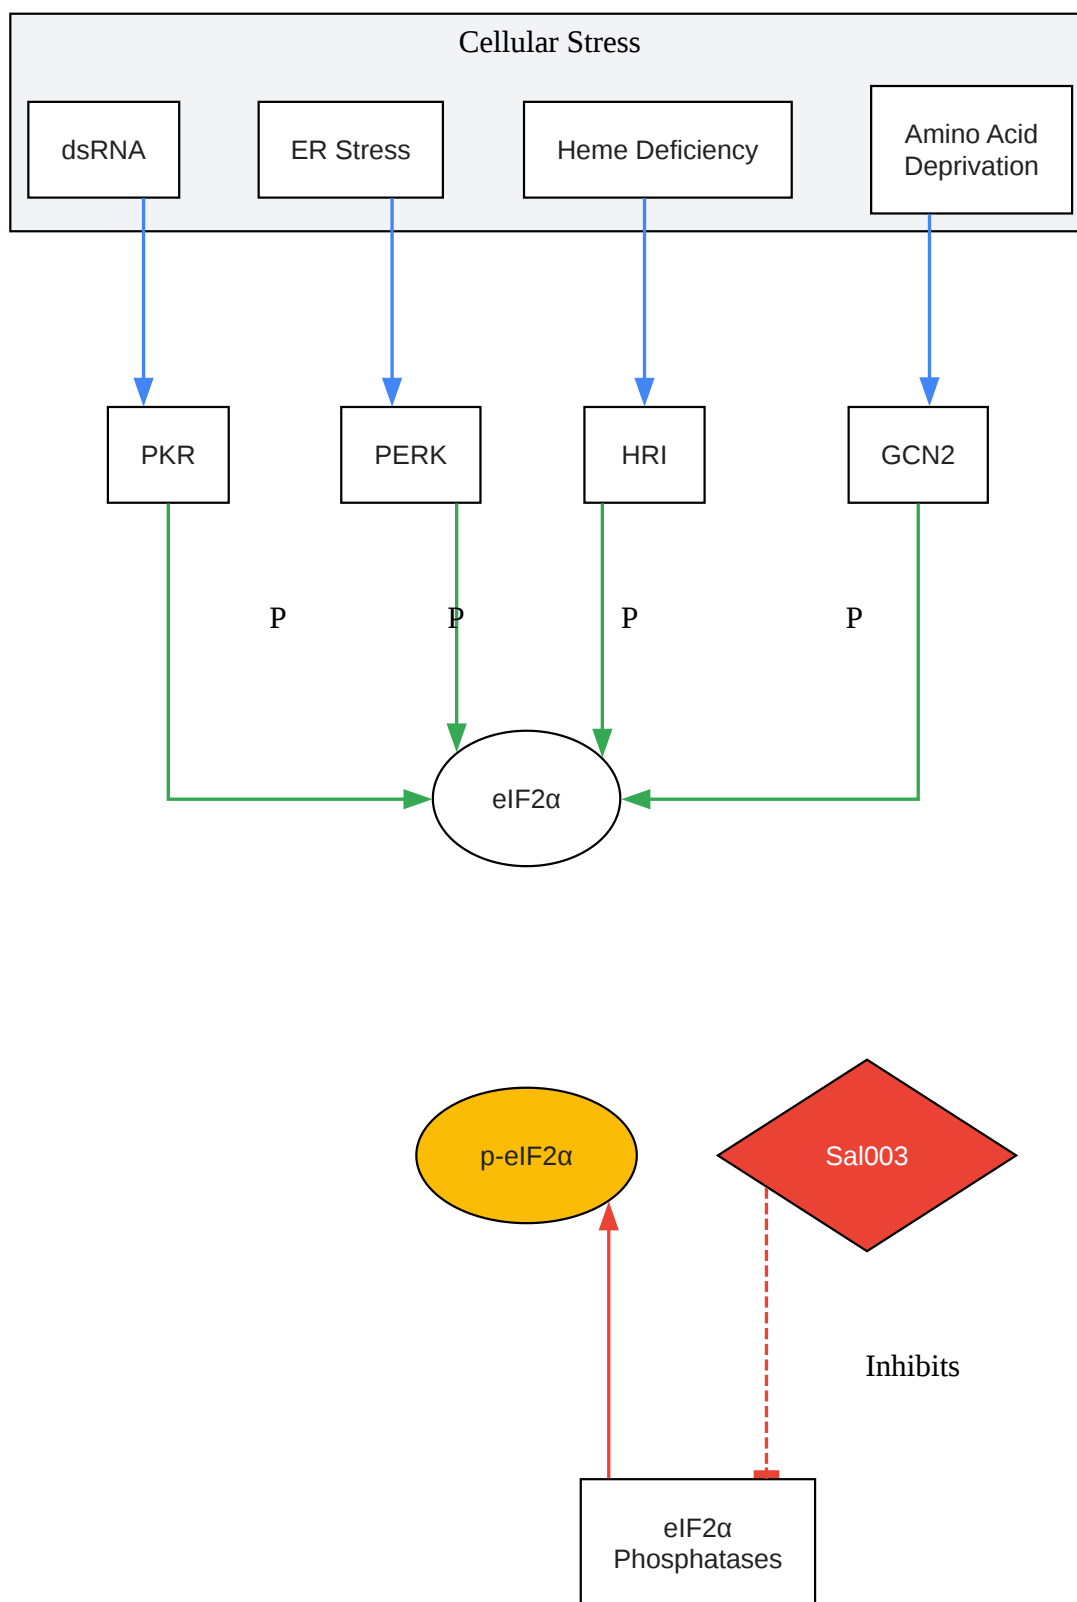 Cellular Stress
dsRNA
ER Stress
Heme Deficiency
Amino Acid
Deprivation
PKR
PERK
HRI
GCN2
P
P
P
P
eIF2α
p-eIF2α
Sal003
Inhibits
eIF2α
Phosphatases